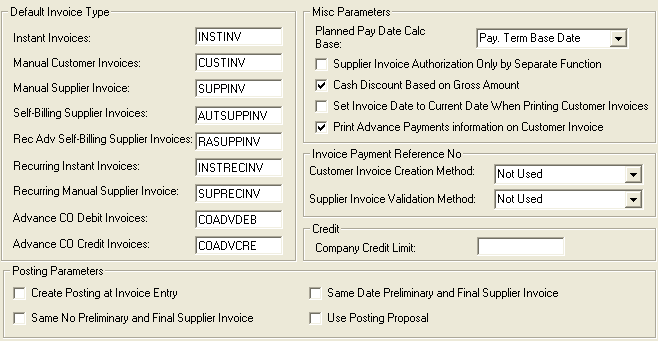 Default Invoice Type
Instant Invoices: INSTINV
Manual Customer Invoices: CUSTINV
Manual Supplier Invoice: SUPPINV
Self-Billing Supplier Invoices: AUTSUPPINV
Rec Adv Self-Billing Supplier Invoices: RASUPPINV
Recurring Instant Invoices: INSTRECINV
Recurring Manual Supplier Invoice: SUPRECINV
Advance CO Debit Invoices: COADVDEB
Advance CO Credit Invoices: COADVCRE
Misc Parameters
Planned Pay Date Calc
Base: Pay. Term Base Date
Supplier Invoice Authorization Only by Separate Function
Cash Discount Based on Gross Amount
Set Invoice Date to Current Date When Printing Customer Invoices
Print Advance Payments information on Customer Invoice
Invoice Payment Reference No
Customer Invoice Creation Method: Not Used
Supplier Invoice Validation Method: Not Used
Credit
Company Credit Limit:
Posting Parameters
Create Posting at Invoice Entry
Same Date Preliminary and Final Supplier Invoice
Same No Preliminary and Final Supplier Invoice
Use Posting Proposal